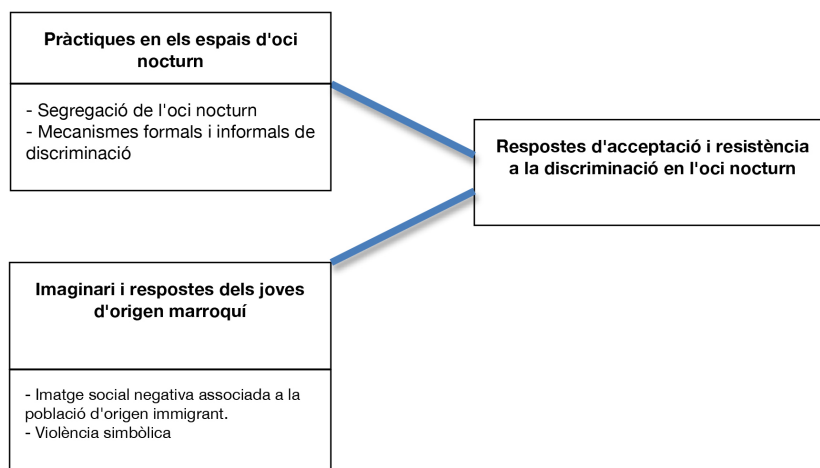 Pràctiques en els espais d'oci
nocturn
- Segregació de l'oci nocturn
- Mecanismes formals i informals de
discriminació
Respostes d'acceptació i resistència
a la discriminació en l'oci nocturn
Imaginari i respostes dels joves
d'origen marroquí
- Imatge social negativa associada a la
població d'origen immigrant.
- Violència simbòlica